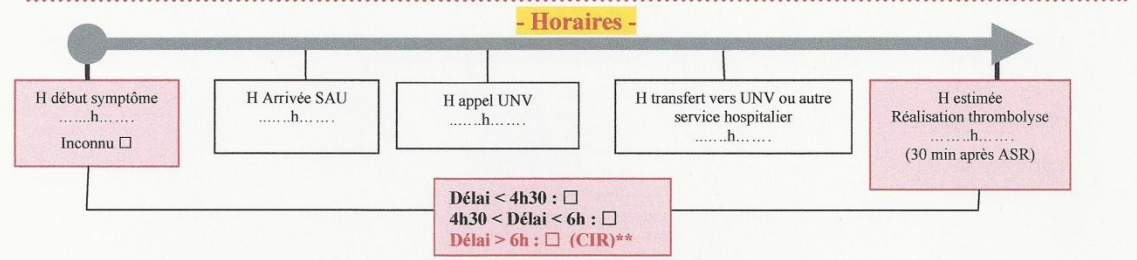 - Horaires -
H début symptôme
.......h.......
Inconnu ☐
H Arrivée SAU
.......h.......
H appel UNV
.......h.......
H transfert vers UNV ou autre
service hospitalier
.......h.......
H estimée
Réalisation thrombolyse
.......h.......
(30 min après ASR)
Délai < 4h30 : ☐
4h30 < Délai < 6h : ☐
Délai > 6h : ☐ (CIR)**